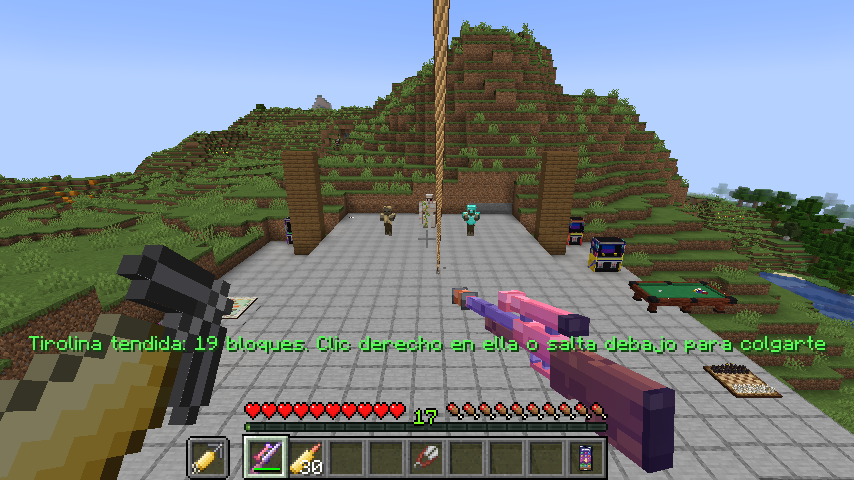 Tirolina tendida: 19 bloques. Clic derecho en ella o salta debajo para colgarte
17
30